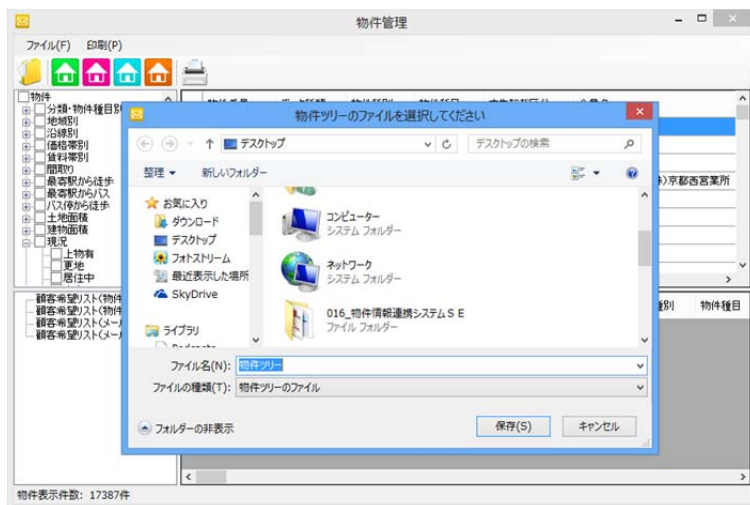 物件管理
ファイル(F) 印刷(P)
物件
分類・物件種目別
地域別
沿線別
価格帯別
賃料帯別
間取り
最寄駅から徒歩
最寄駅からバス
バス停から徒歩
土地面積
建物面積
現況
上物有
更地
居住中
物件ツリーのファイルを選択してください
デスクトップ
デスクトップの検索
整理 新しいフォルダー
お気に入り
ダウンロード
デスクトップ
フォトストリーム
最近表示した場所
SkyDrive
ライブラリ
コンピューター
システム フォルダー
ネットワーク
システム フォルダー
016_物件情報連携システムＳＥ
ファイル フォルダー
ファイル名(N): 物件ツリー
ファイルの種類(T): 物件ツリーのファイル
フォルダーの非表示
保存(S) キャンセル
京都西営業所
顧客希望リスト(物件
顧客希望リスト(物件
顧客希望リスト(メー
顧客希望リスト(メー
種別 物件種目
物件表示件数: 17387件